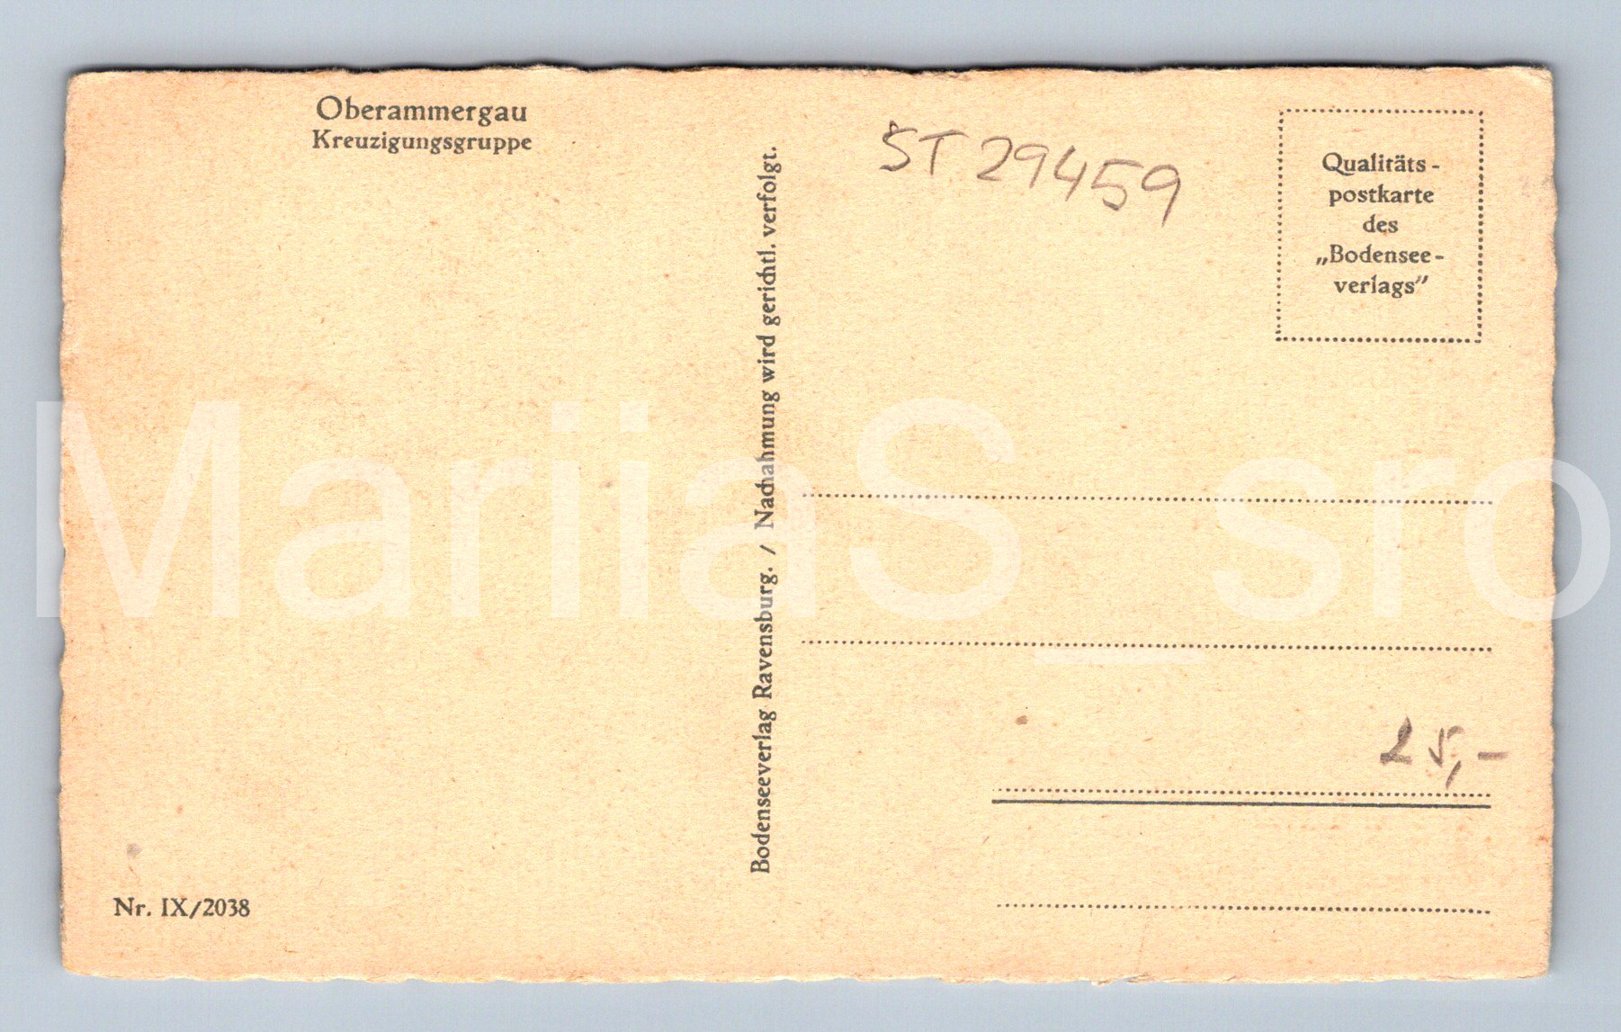 Oberammergau
Kreuzigungsgruppe
Nr. IX/2038
Bodenseeverlag Ravensburg. / Nachahmung wird gerichtl. verfolgt.
ST 29459
Qualitäts-
postkarte
des
„Bodensee-
verlags"
25,-
MariiaS_sro